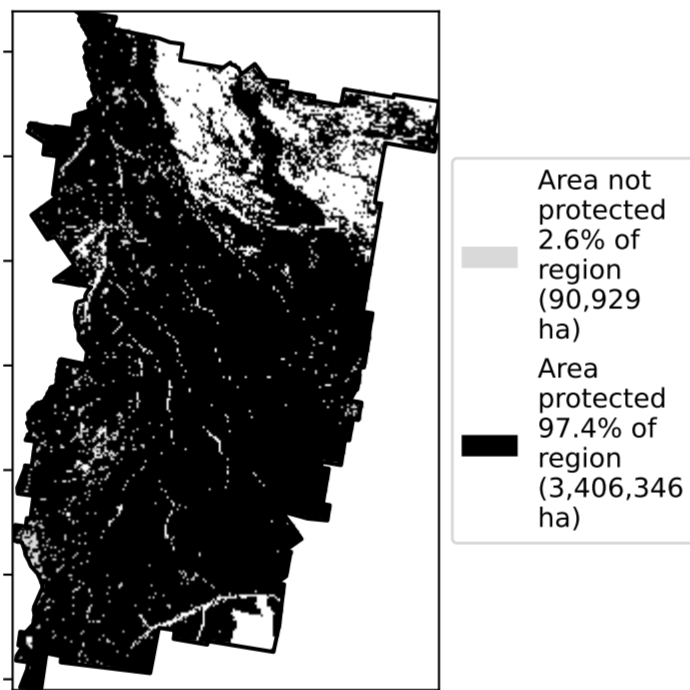 Area not
protected
2.6% of
region
(90,929
ha)
Area
protected
97.4% of
region
(3,406,346
ha)